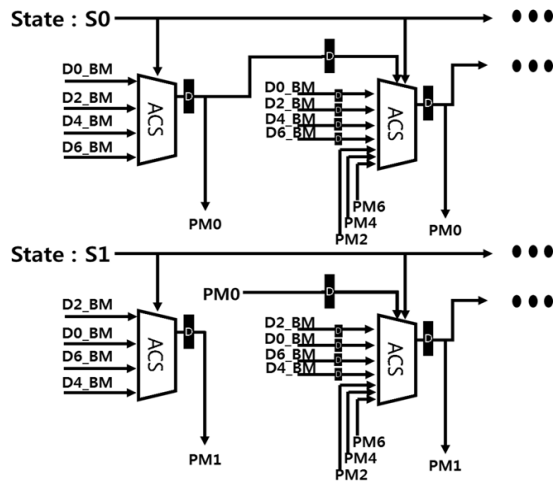 State : S0
D0_BM
D2_BM
D4_BM
D6_BM
ACS
D
PM0
D
D0_BM
D2_BM
D4_BM
D6_BM
D
D
D
D
ACS
D
PM6
PM4
PM2
PM0
State : S1
D2_BM
D0_BM
D6_BM
D4_BM
ACS
D
PM1
PM0
D
D2_BM
D0_BM
D6_BM
D4_BM
D
D
D
D
ACS
D
PM6
PM4
PM2
PM1